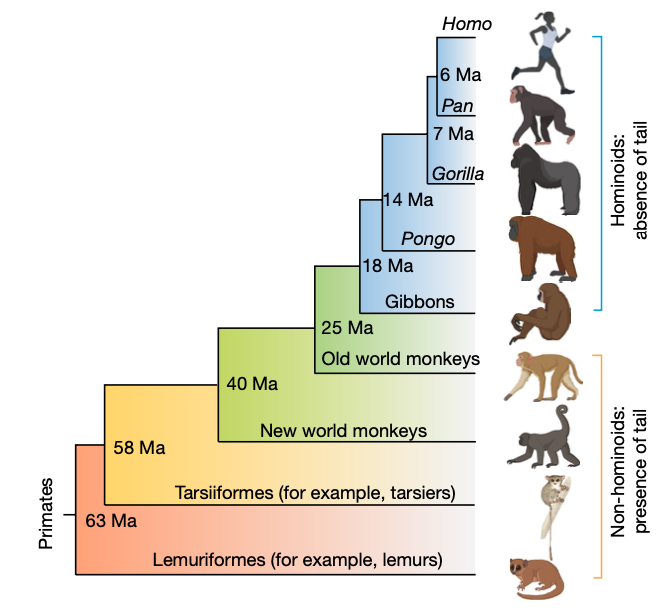 Homo
6 Ma
Pan
7 Ma
Gorilla
14 Ma
Pongo
18 Ma
Gibbons
25 Ma
Old world monkeys
40 Ma
New world monkeys
58 Ma
Tarsiiformes (for example, tarsiers)
63 Ma
Lemuriformes (for example, lemurs)
Primates
Hominoids:
absence of tail
Non-hominoids:
presence of tail